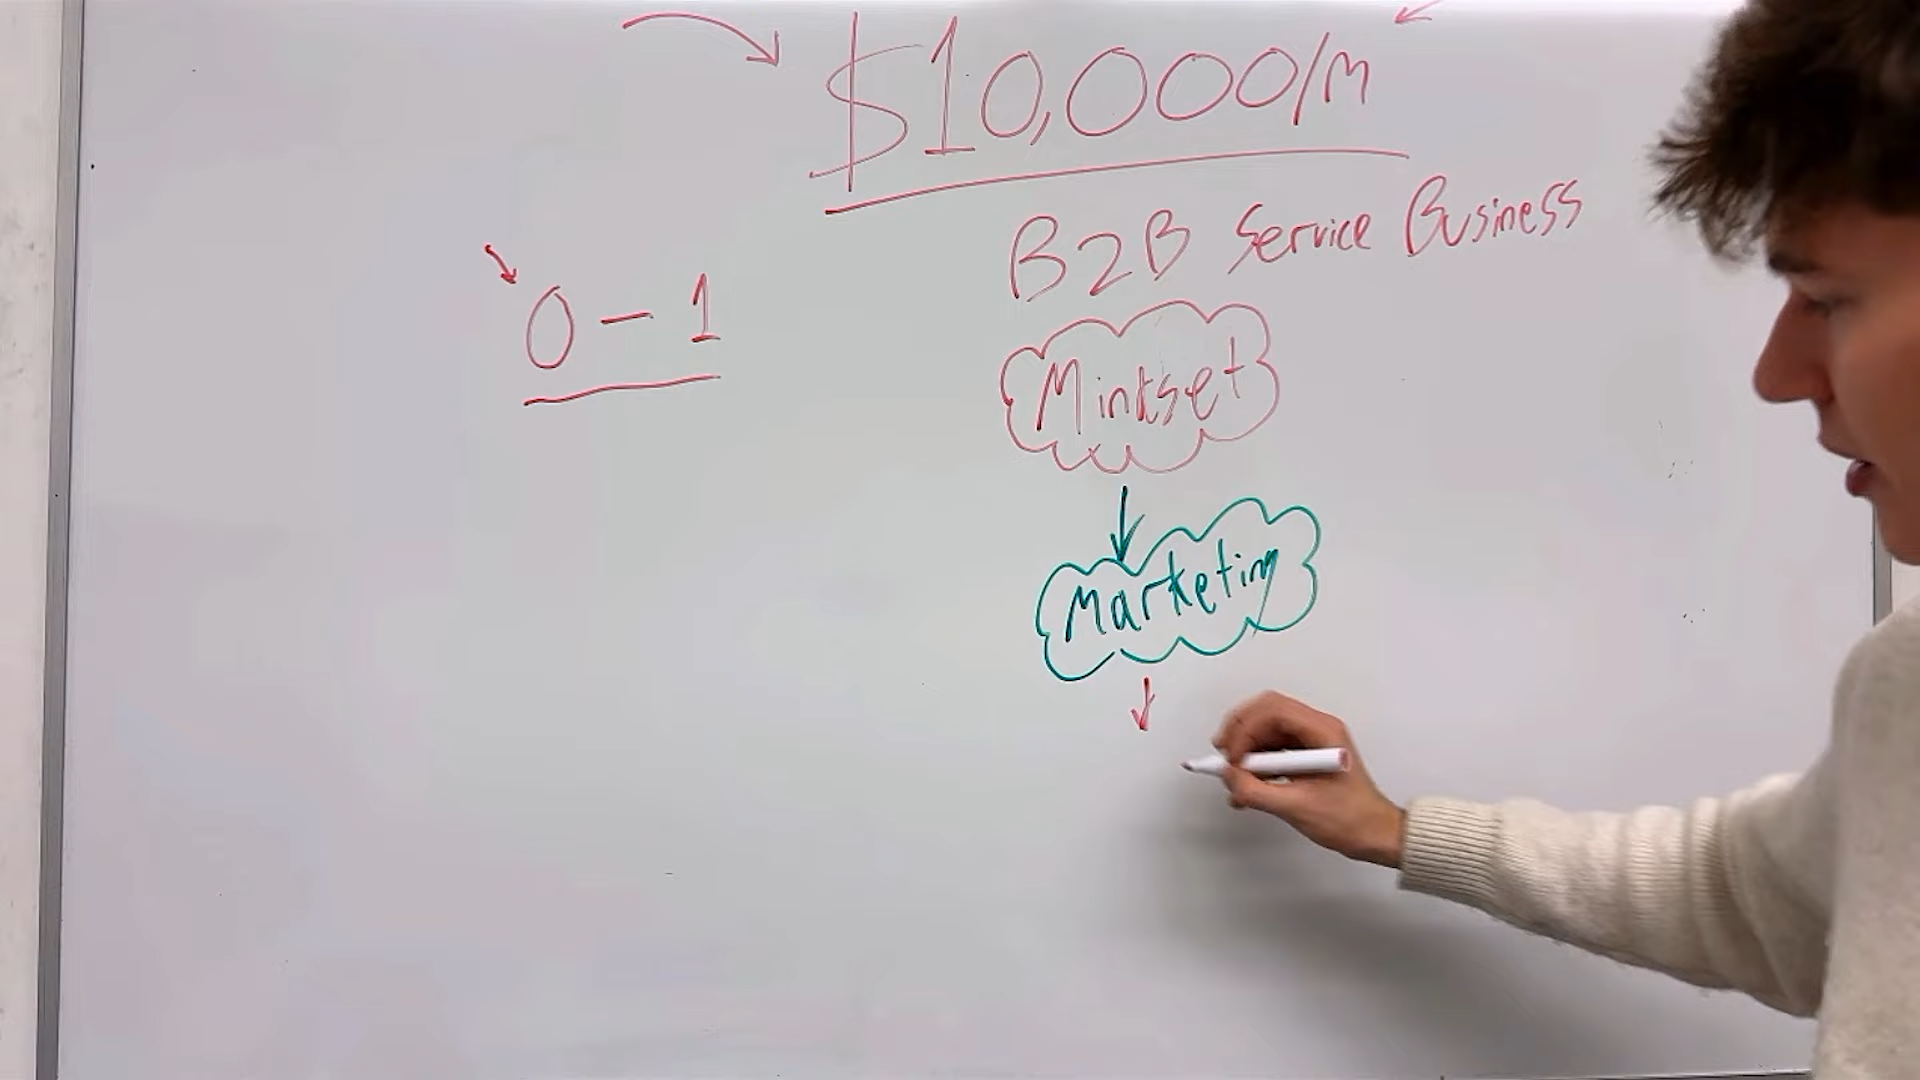 $10,000/m
B2B Service Business
0-1
Mindset
Marketing